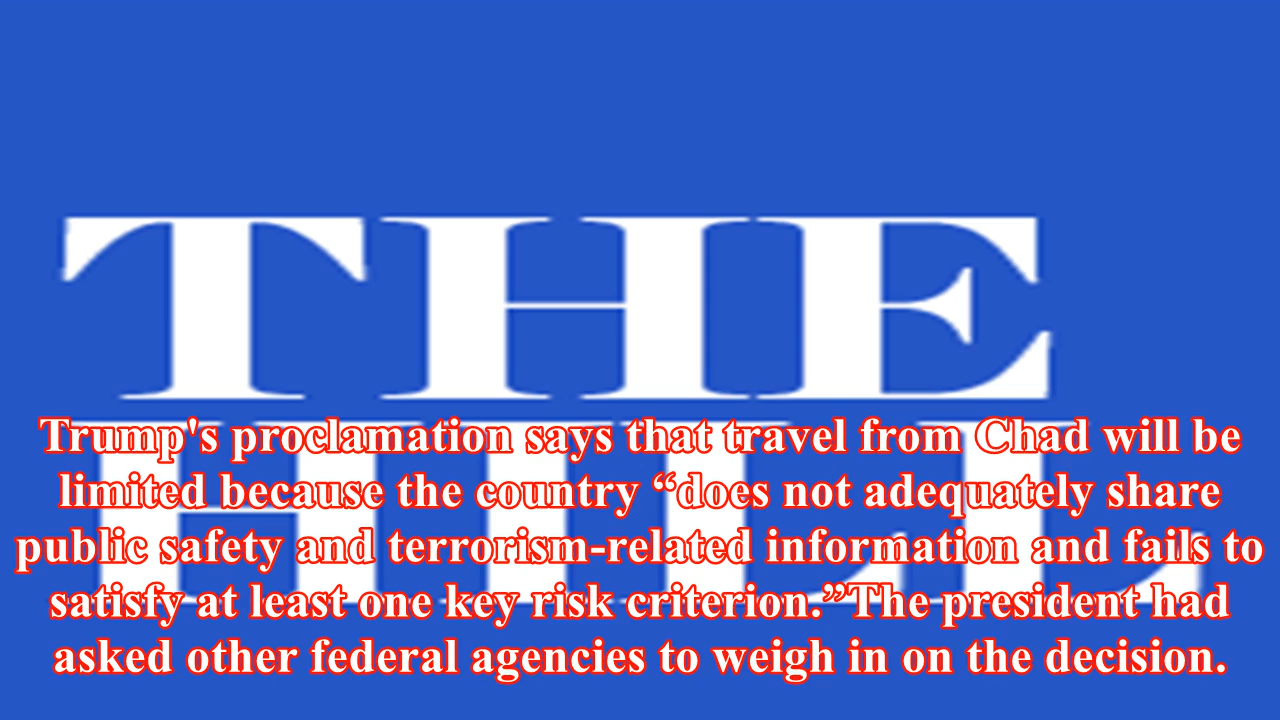 THE
HILL
Trump's proclamation says that travel from Chad will be
limited because the country “does not adequately share
public safety and terrorism-related information and fails to
satisfy at least one key risk criterion.”The president had
asked other federal agencies to weigh in on the decision.